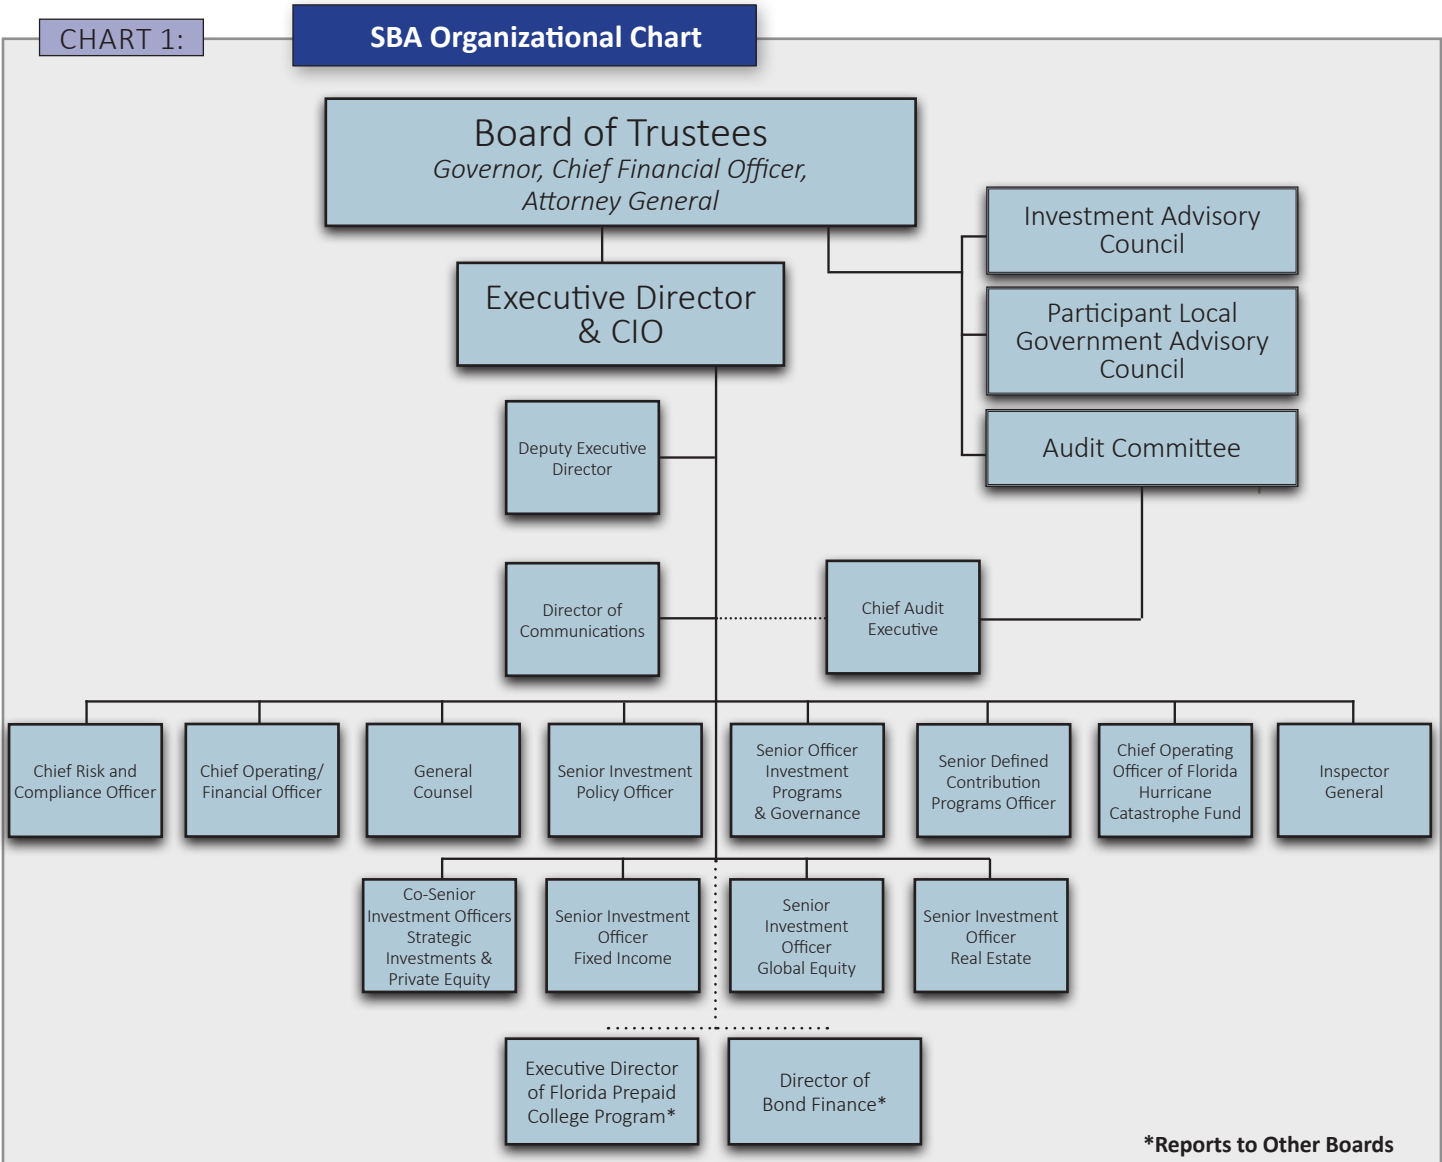 CHART 1:
SBA Organizational Chart
Board of Trustees
Governor, Chief Financial Officer,
Attorney General
Investment Advisory
Council
Executive Director
& CIO
Participant Local
Government Advisory
Council
Audit Committee
Deputy Executive
Director
Director of
Communications
Chief Audit
Executive
Chief Risk and
Compliance Officer
Chief Operating/
Financial Officer
General
Counsel
Senior Investment
Policy Officer
Senior Officer
Investment
Programs
& Governance
Senior Defined
Contribution
Programs Officer
Chief Operating
Officer of Florida
Hurricane
Catastrophe Fund
Inspector
General
Co-Senior
Investment Officers
Strategic
Investments &
Private Equity
Senior Investment
Officer
Fixed Income
Senior
Investment
Officer
Global Equity
Senior Investment
Officer
Real Estate
Executive Director
of Florida Prepaid
College Program*
Director of
Bond Finance*
*Reports to Other Boards